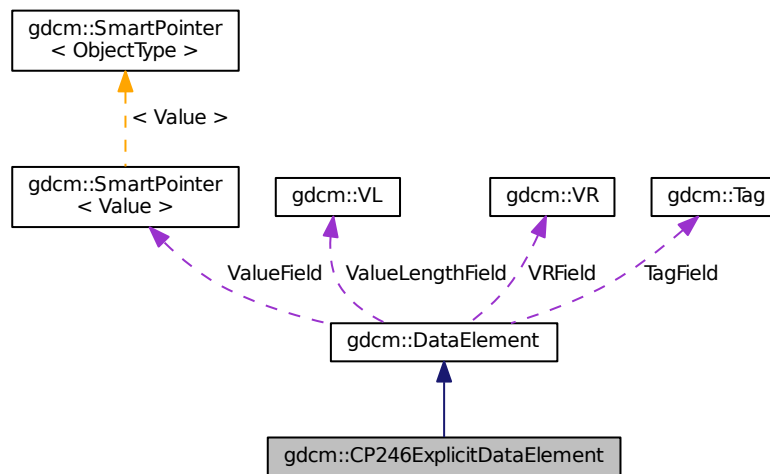 gdcm::SmartPointer
< ObjectType >
< Value >
gdcm::SmartPointer
< Value >
gdcm::VL
gdcm::VR
gdcm::Tag
ValueField
ValueLengthField
VRField
TagField
gdcm::DataElement
gdcm::CP246ExplicitDataElement